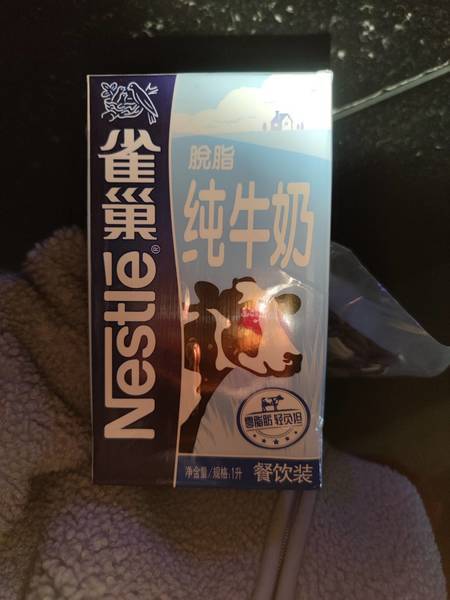 雀巢
Nestlē®
脱脂
纯牛奶
零脂肪 轻负担
净含量/规格:1升
餐饮装